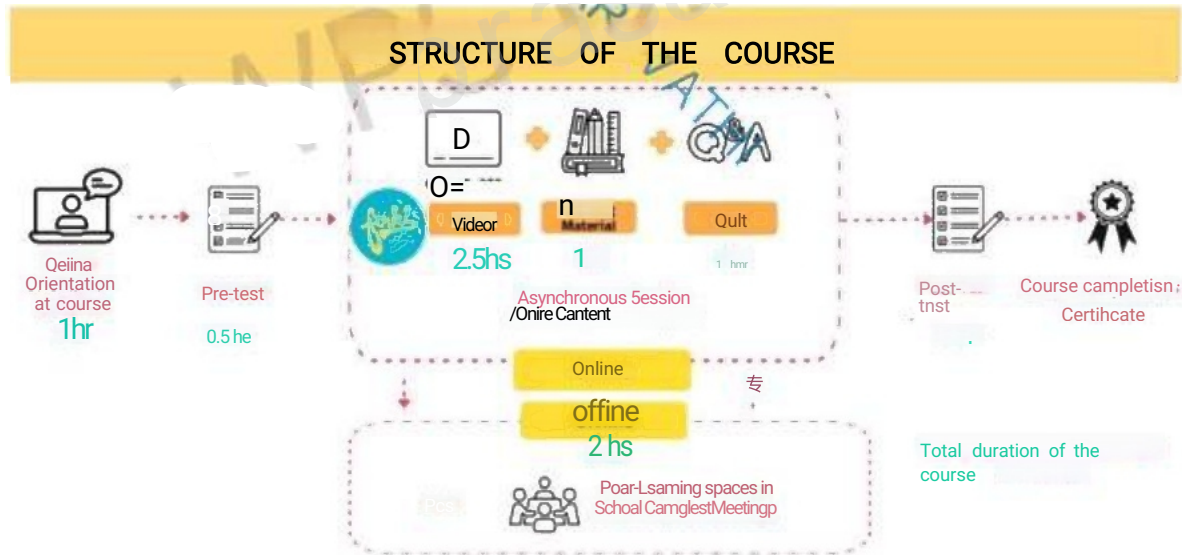 STRUCTURE OF THE COURSE
D
Q&A
O=
n
Videor
Material
Qult
2.5hs
1
1 hmr
Asynchronous 5ession
/Onire Cantent
Qeiina
Orientation
at course
1hr
Pre-test
0.5 he
Post-
tnst
Course campletisn
Certihcate
Online
专
offine
2 hs
Poar-Lsaming spaces in
Schoal CamglestMeetingp
Total duration of the
course